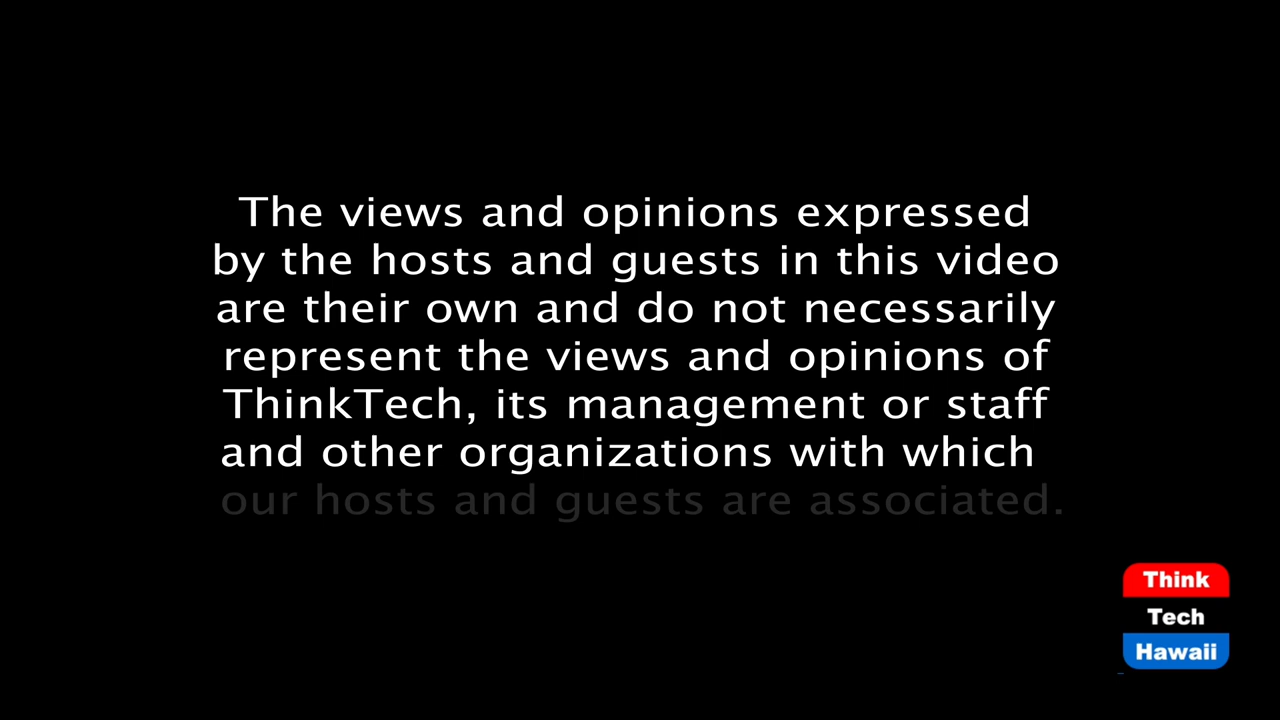 The views and opinions expressed
by the hosts and guests in this video
are their own and do not necessarily
represent the views and opinions of
ThinkTech, its management or staff
and other organizations with which
our hosts and guests are associated.
Think
Tech
Hawaii